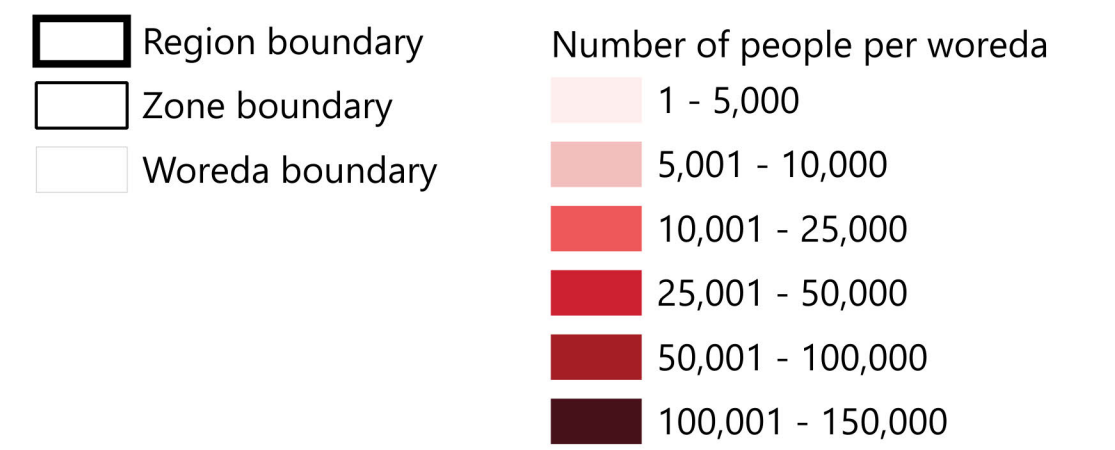 Region boundary
Zone boundary
Woreda boundary
Number of people per woreda
1 - 5,000
5,001 - 10,000
10,001 - 25,000
25,001 - 50,000
50,001 - 100,000
100,001 - 150,000